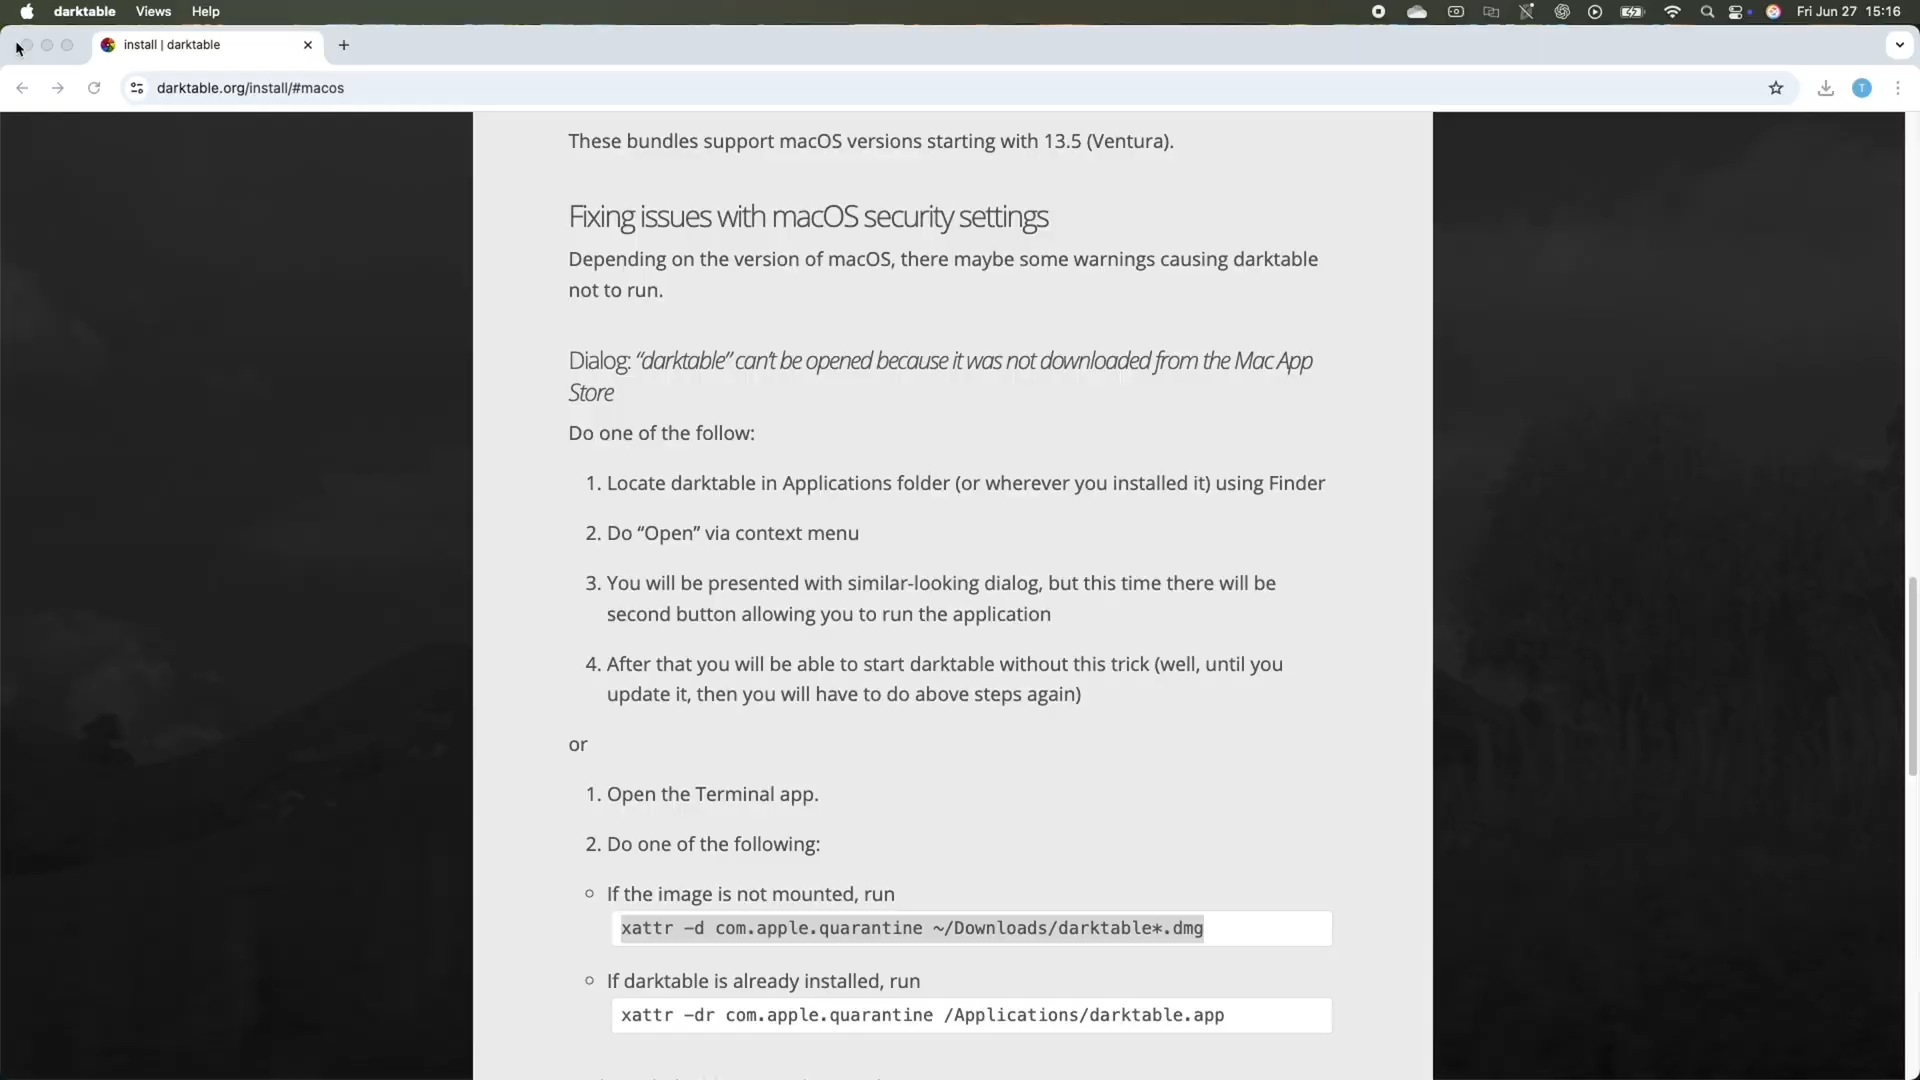 darktable Views Help Fri Jun 27 15:16
install | darktable
darktable.org/install/#macos
T
These bundles support macOS versions starting with 13.5 (Ventura).
Fixing issues with macOS security settings
Depending on the version of macOS, there maybe some warnings causing darktable
not to run.
Dialog: “darktable” can’t be opened because it was not downloaded from the Mac App
Store
Do one of the follow:
1. Locate darktable in Applications folder (or wherever you installed it) using Finder
2. Do “Open” via context menu
3. You will be presented with similar-looking dialog, but this time there will be
second button allowing you to run the application
4. After that you will be able to start darktable without this trick (well, until you
update it, then you will have to do above steps again)
or
1. Open the Terminal app.
2. Do one of the following:
If the image is not mounted, run
xattr -d com.apple.quarantine ~/Downloads/darktable*.dmg
If darktable is already installed, run
xattr -dr com.apple.quarantine /Applications/darktable.app